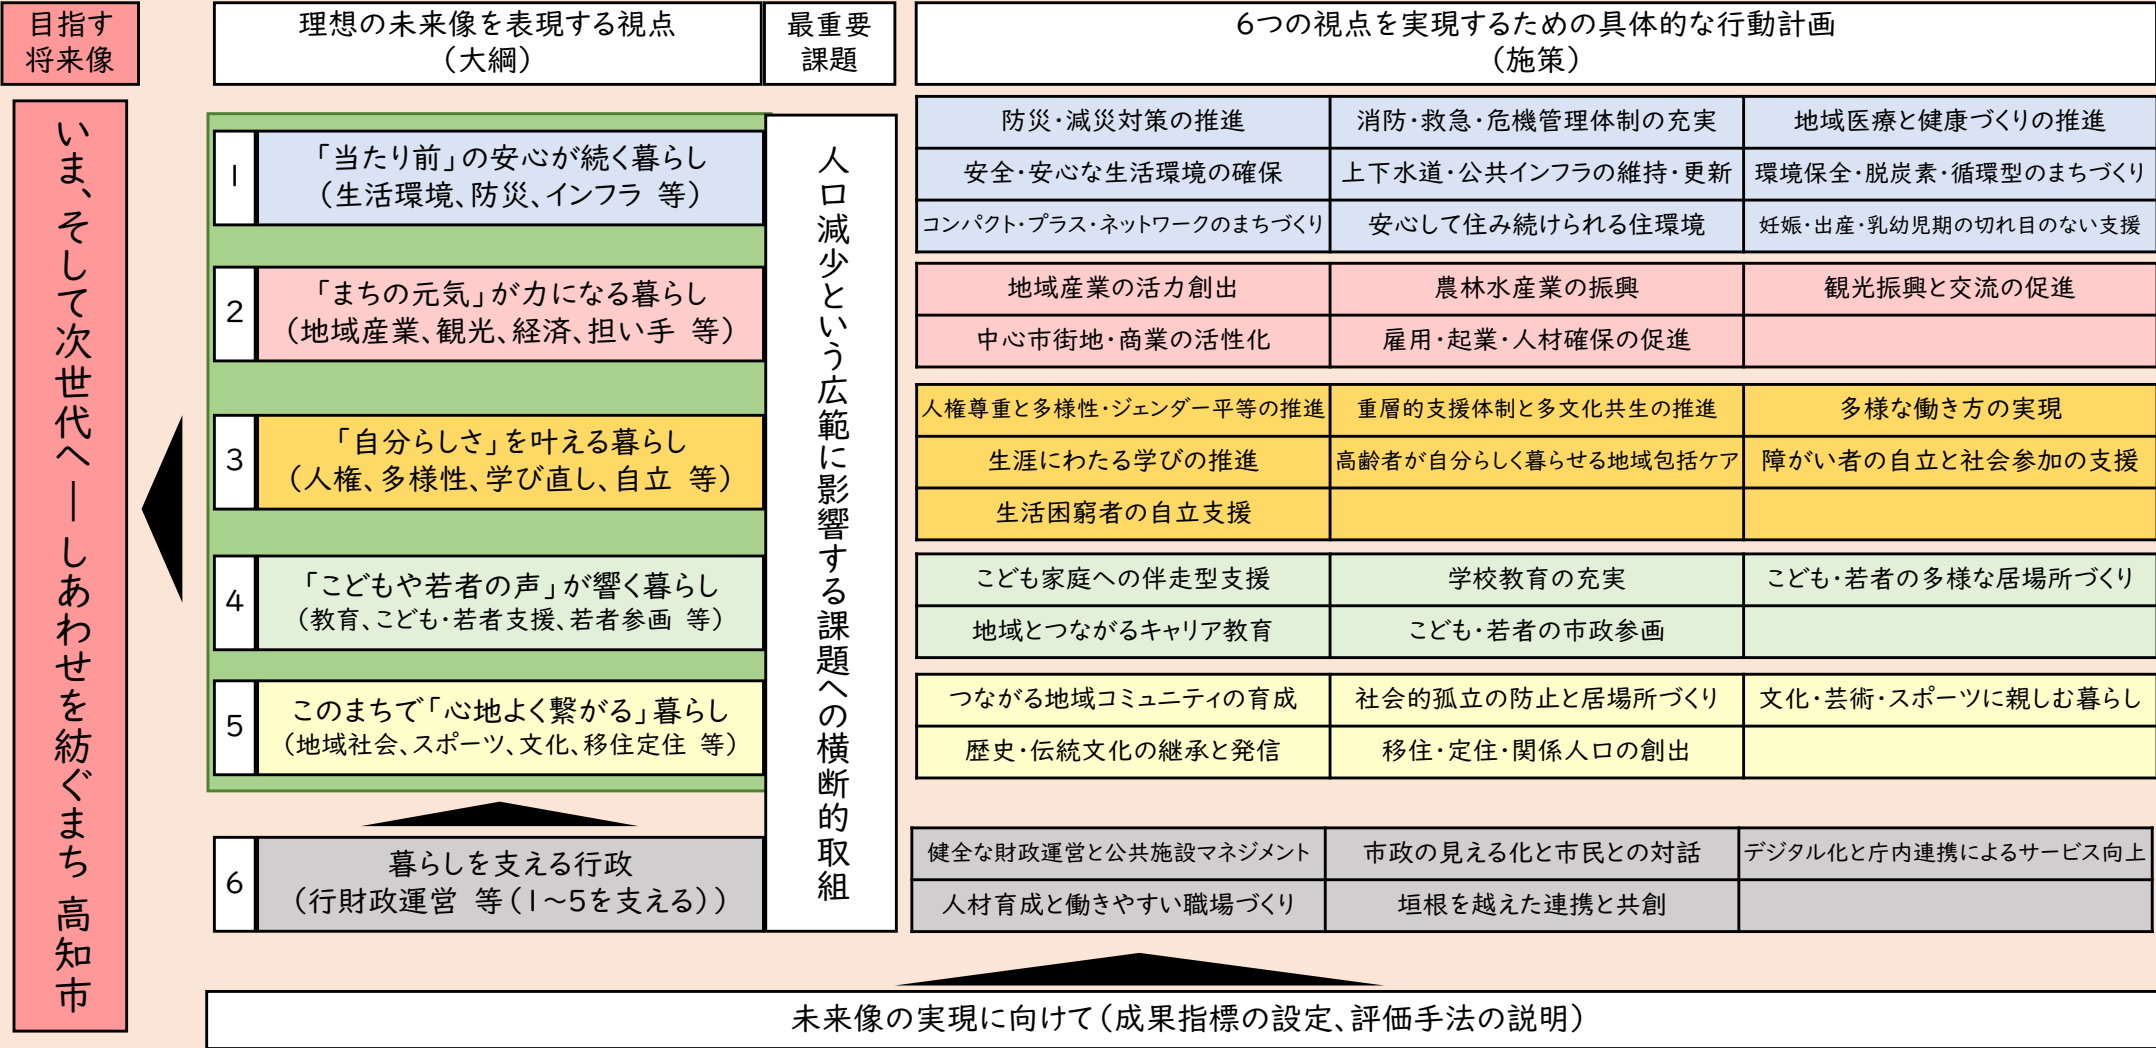 目指す
将来像
理想の未来像を表現する視点
（大綱）
最重要
課題
6つの視点を実現するための具体的な行動計画
（施策）
いま、そして次世代へ ― しあわせを紡ぐまち 高知市
1
「当たり前」の安心が続く暮らし
（生活環境、防災、インフラ 等）
2
「まちの元気」が力になる暮らし
（地域産業、観光、経済、担い手 等）
3
「自分らしさ」を叶える暮らし
（人権、多様性、学び直し、自立 等）
4
「こどもや若者の声」が響く暮らし
（教育、こども・若者支援、若者参画 等）
5
このまちで「心地よく繋がる」暮らし
（地域社会、スポーツ、文化、移住定住 等）
6
暮らしを支える行政
（行財政運営 等（1～5を支える））
人口減少という広範に影響する課題への横断的取組
防災・減災対策の推進
消防・救急・危機管理体制の充実
地域医療と健康づくりの推進
安全・安心な生活環境の確保
上下水道・公共インフラの維持・更新
環境保全・脱炭素・循環型のまちづくり
コンパクト・プラス・ネットワークのまちづくり
安心して住み続けられる住環境
妊娠・出産・乳幼児期の切れ目のない支援
地域産業の活力創出
農林水産業の振興
観光振興と交流の促進
中心市街地・商業の活性化
雇用・起業・人材確保の促進
人権尊重と多様性・ジェンダー平等の推進
重層的支援体制と多文化共生の推進
多様な働き方の実現
生涯にわたる学びの推進
高齢者が自分らしく暮らせる地域包括ケア
障がい者の自立と社会参加の支援
生活困窮者の自立支援
こども家庭への伴走型支援
学校教育の充実
こども・若者の多様な居場所づくり
地域とつながるキャリア教育
こども・若者の市政参画
つながる地域コミュニティの育成
社会的孤立の防止と居場所づくり
文化・芸術・スポーツに親しむ暮らし
歴史・伝統文化の継承と発信
移住・定住・関係人口の創出
健全な財政運営と公共施設マネジメント
市政の見える化と市民との対話
デジタル化と庁内連携によるサービス向上
人材育成と働きやすい職場づくり
垣根を越えた連携と共創
未来像の実現に向けて（成果指標の設定、評価手法の説明）